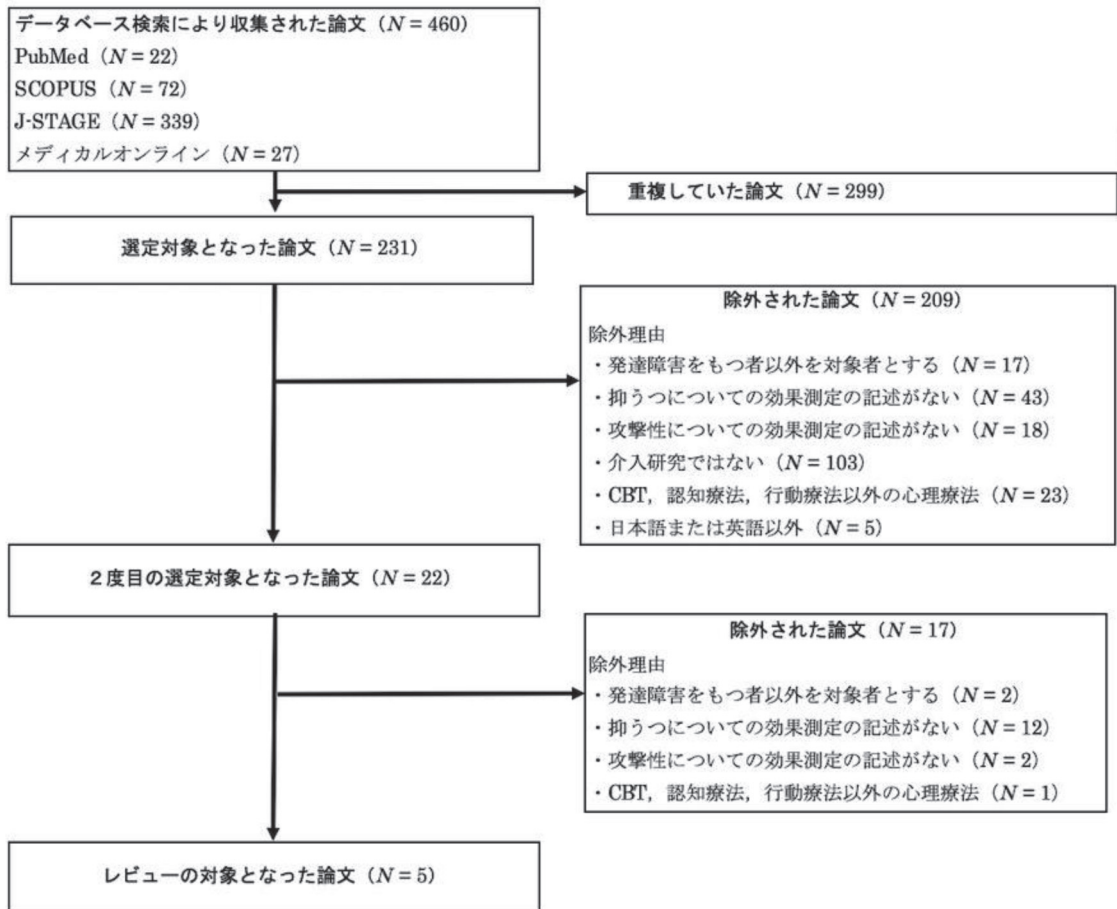 データベース検索により収集された論文（N = 460）
PubMed（N = 22）
SCOPUS（N = 72）
J-STAGE（N = 339）
メディカルオンライン（N = 27）
重複していた論文（N = 299）
選定対象となった論文（N = 231）
除外された論文（N = 209）
除外理由
・発達障害をもつ者以外を対象者とする（N = 17）
・抑うつについての効果測定の記述がない（N = 43）
・攻撃性についての効果測定の記述がない（N = 18）
・介入研究ではない（N = 103）
・CBT，認知療法，行動療法以外の心理療法（N = 23）
・日本語または英語以外（N = 5）
２度目の選定対象となった論文（N = 22）
除外された論文（N = 17）
除外理由
・発達障害をもつ者以外を対象者とする（N = 2）
・抑うつについての効果測定の記述がない（N = 12）
・攻撃性についての効果測定の記述がない（N = 2）
・CBT，認知療法，行動療法以外の心理療法（N = 1）
レビューの対象となった論文（N = 5）